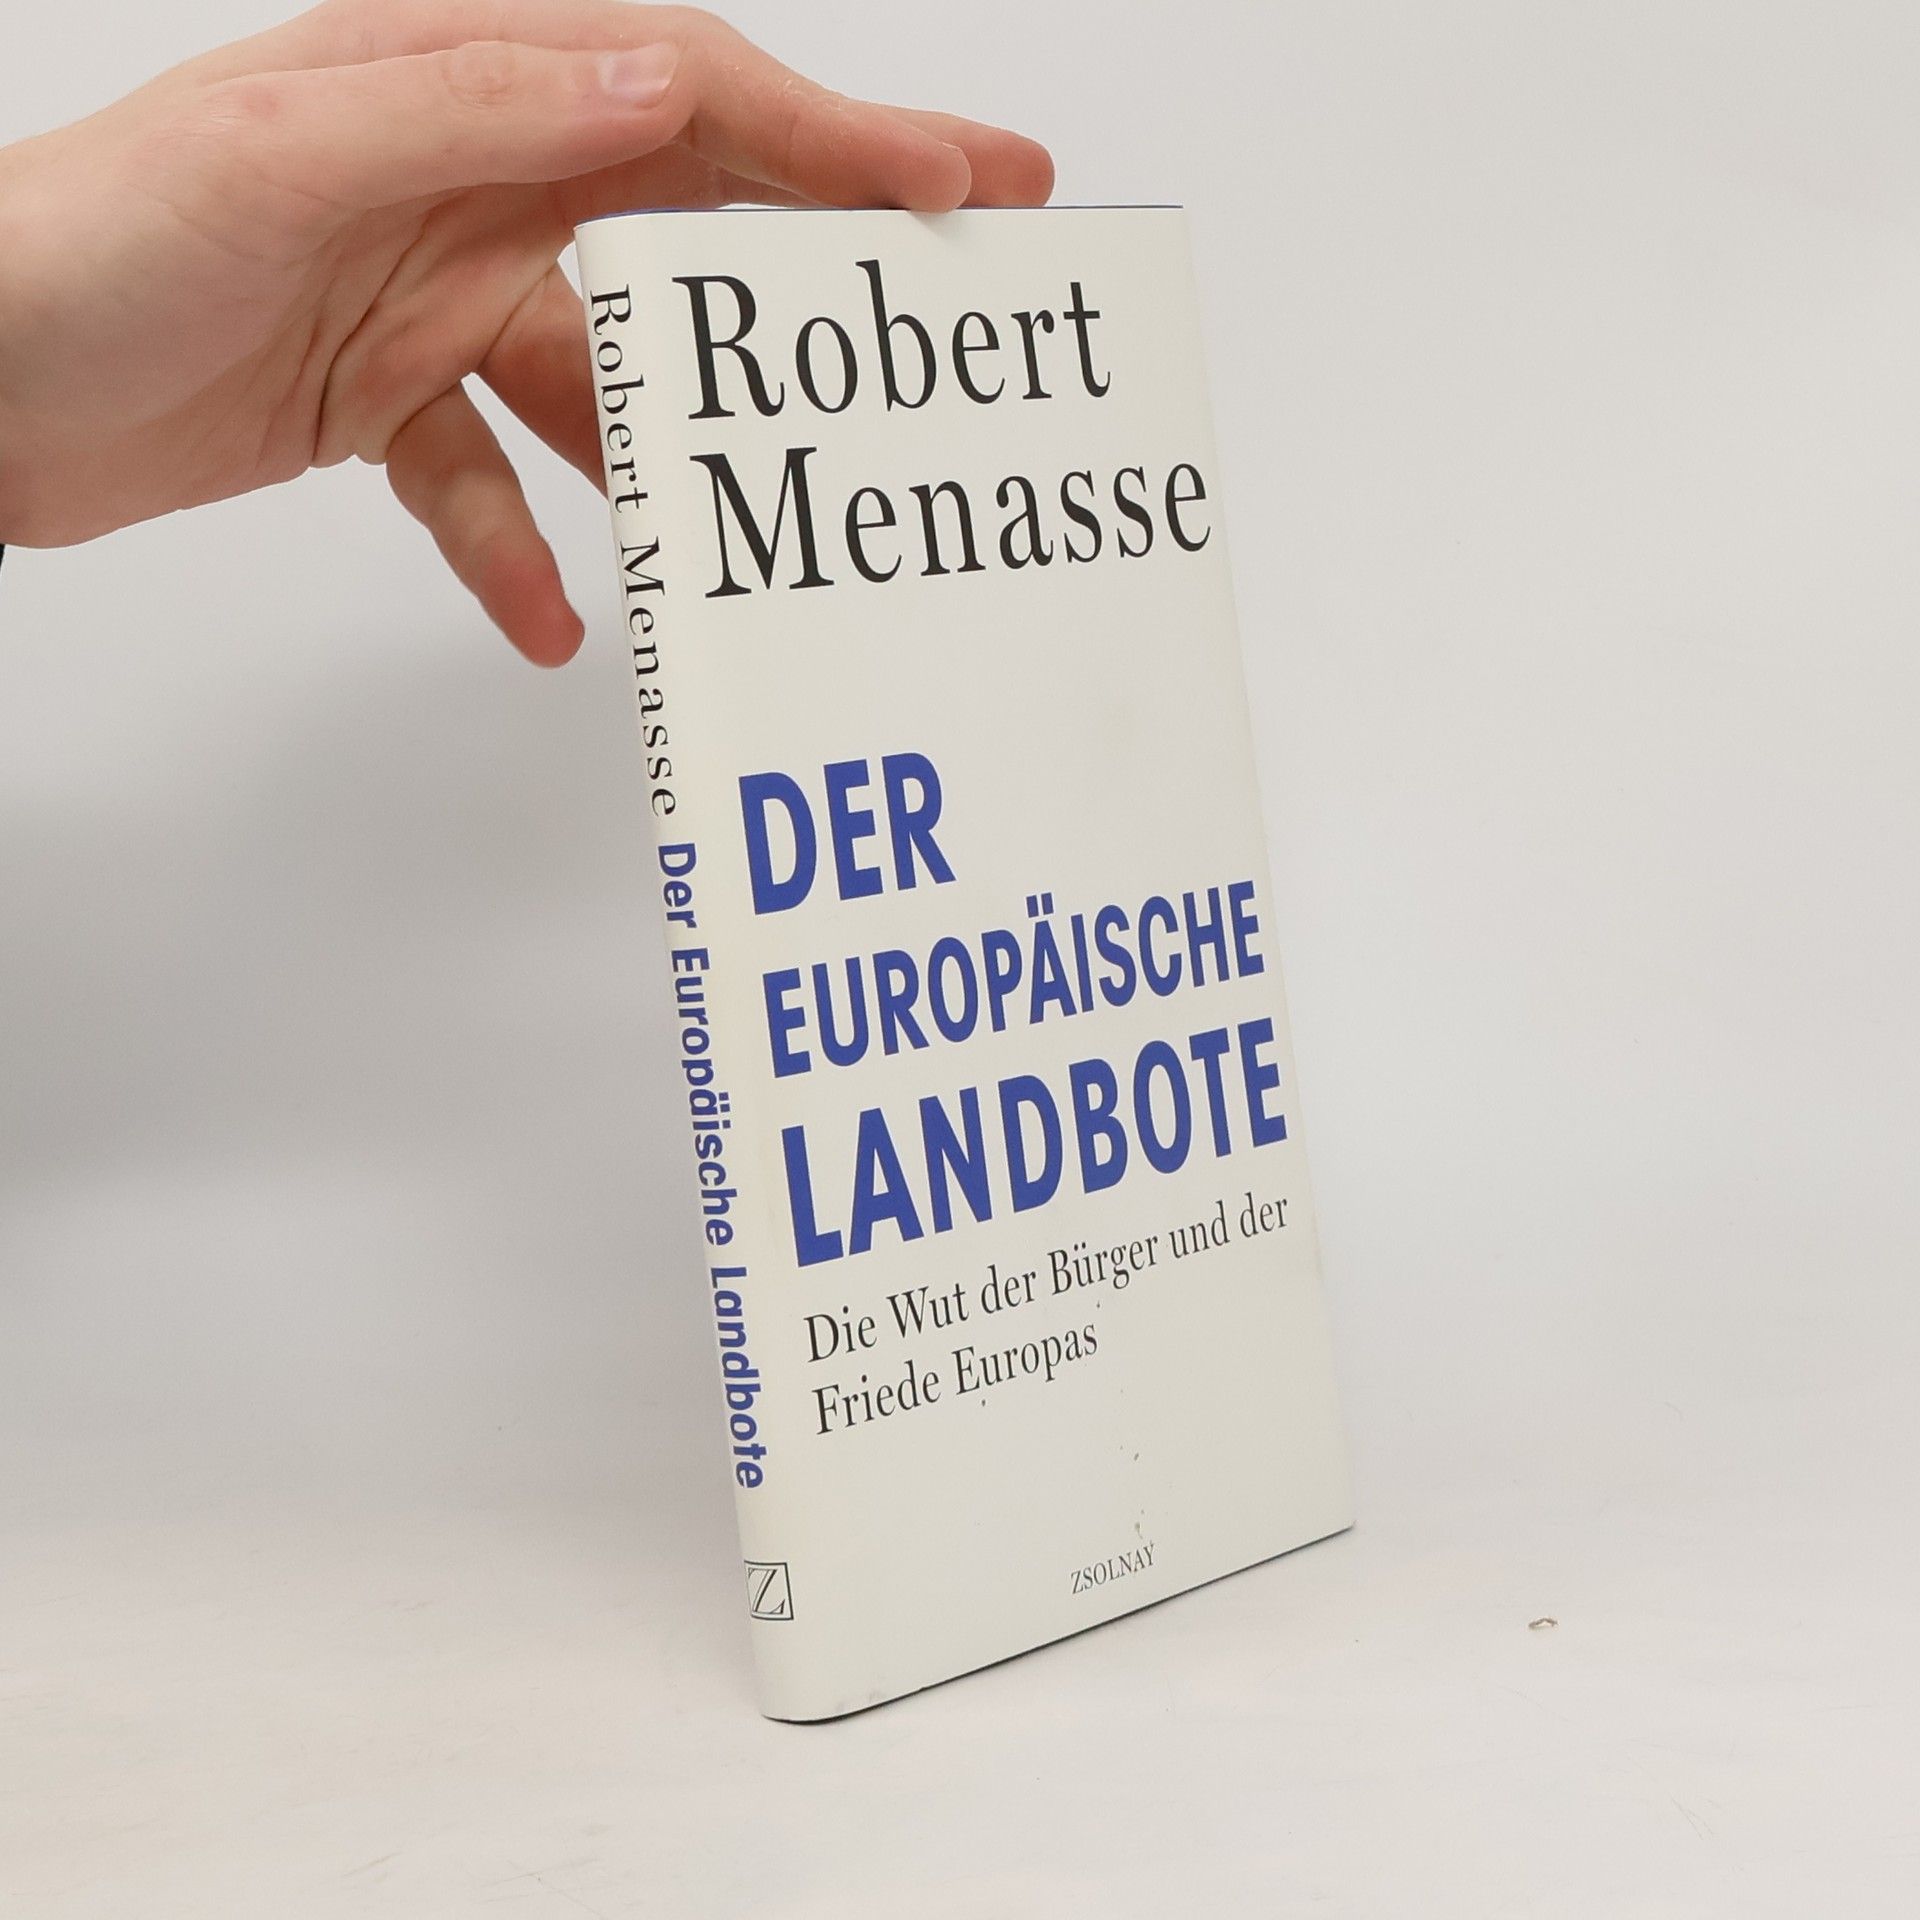 Robert
Menasse
DER
EUROPÄISCHE
LANDBOTE
Die Wut der Bürger und der
Friede Europas
ZSOLNAY
Robert Menasse Der Europäische Landbote
Z